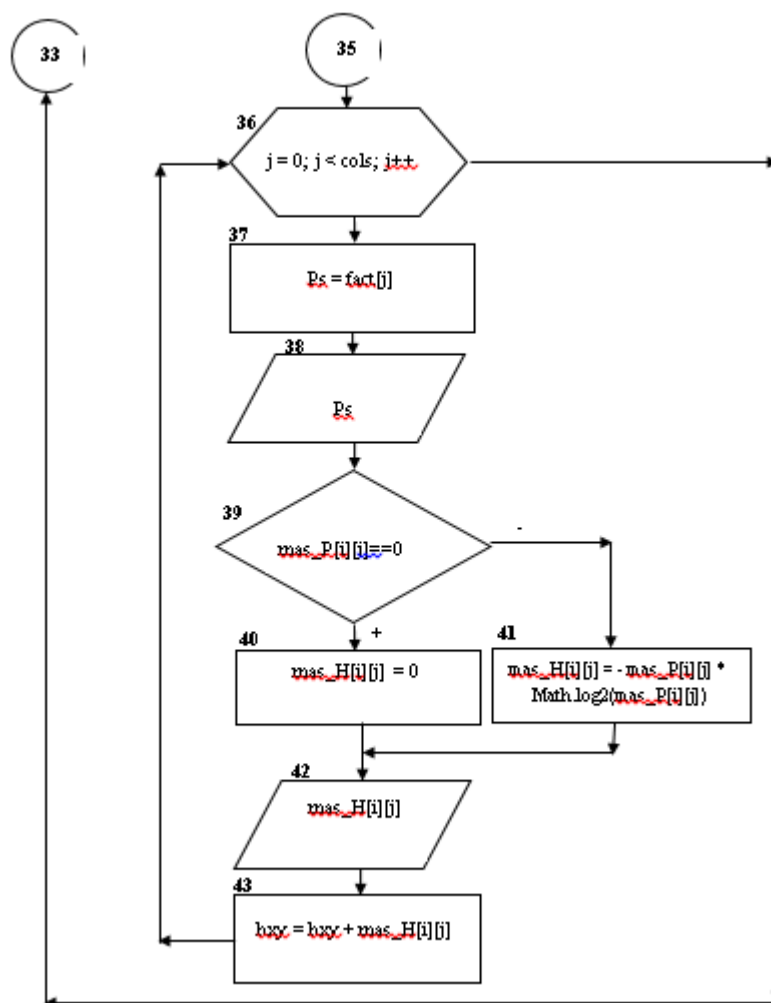 33
35
36
j = 0; j < cols; j++
37
Ps = fact[j]
38
Ps
39
mas_P[i][j]==0
-
+
40
mas_H[i][j] = 0
41
mas_H[i][j] = - mas_P[i][j] *
Math.log2(mas_P[i][j])
42
mas_H[i][j]
43
hxy = hxy + mas_H[i][j]